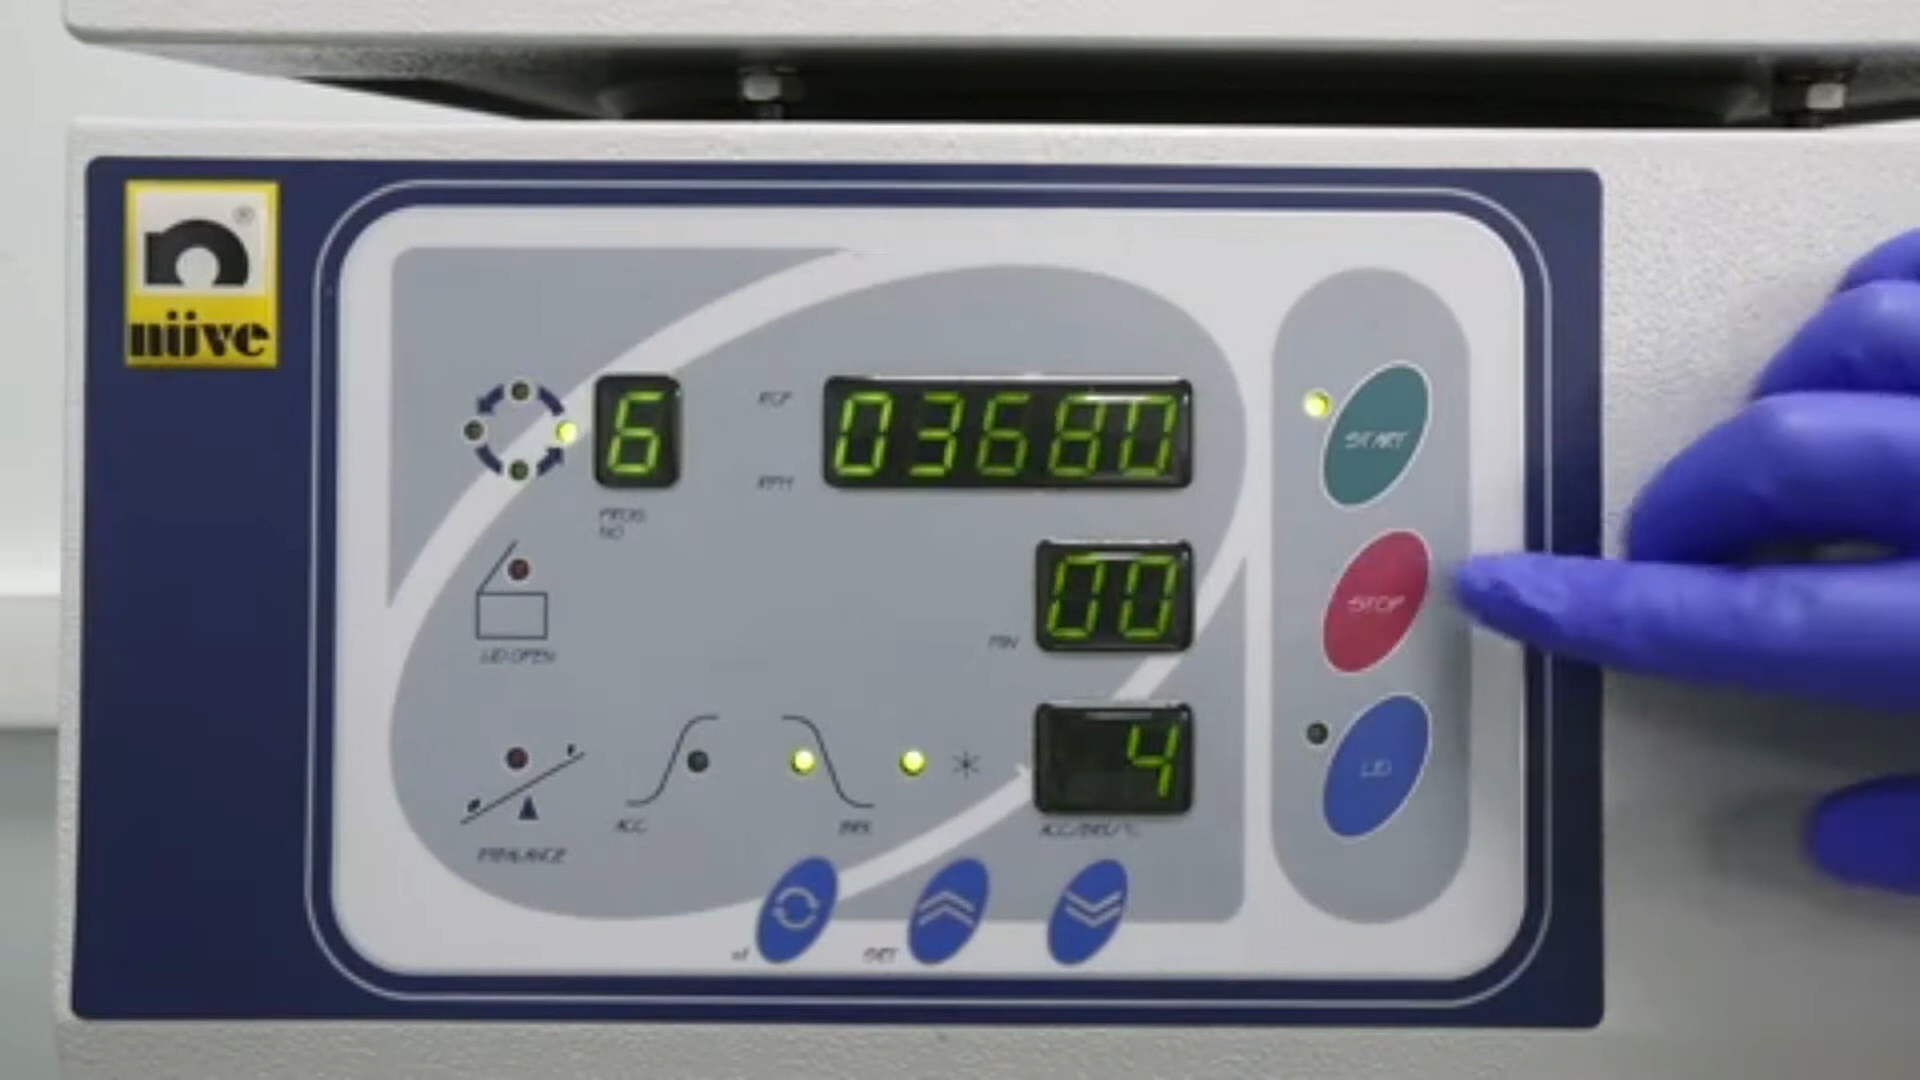 ®
nüve
6
RCF
03680
RPM
PROG
NO
START
00
MIN
STOP
LID OPEN
4
ACC
BRK
ACC/BRK/°C
LID
IMBALANCE
SET